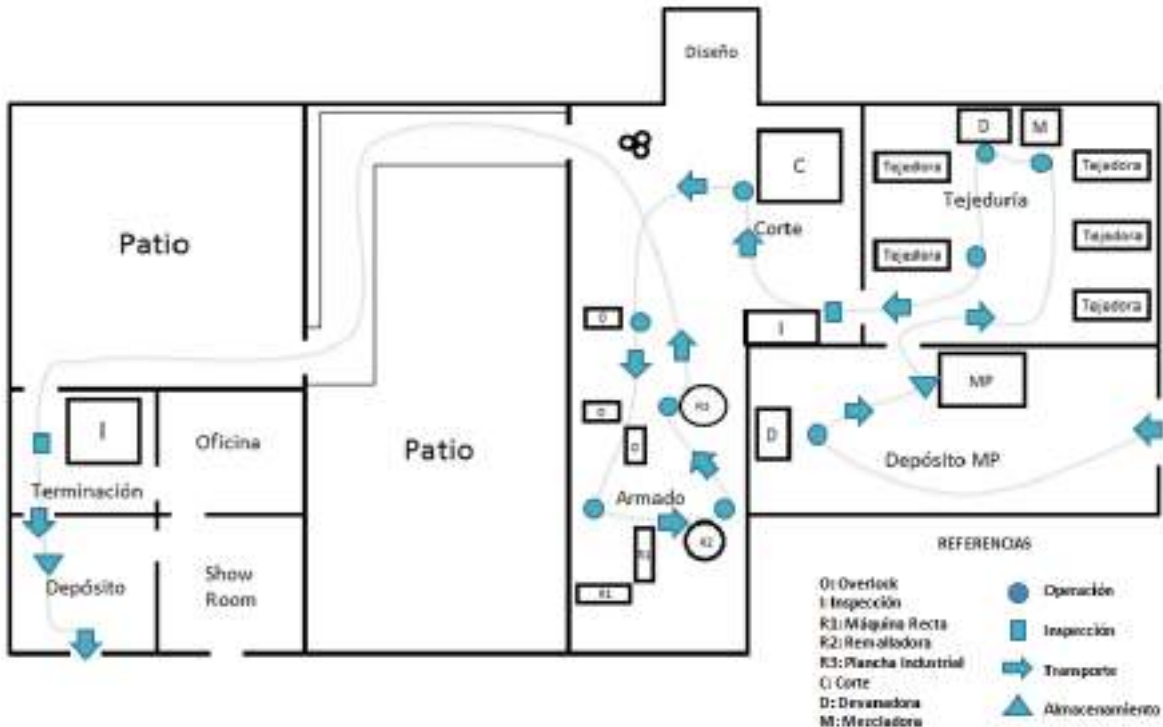 Diseño
D
M
C
Tejedora
Tejedora
Tejeduría
Corte
Patio
Tejedora
Tejedora
Tejedora
O
I
MP
R3
O
I
Oficina
O
D
Patio
Depósito MP
Terminación
Armado
R2
R1
R1
Depósito
Show
Room
REFERENCIAS
O: Overlock
I: Inspección
R1: Máquina Recta
R2: Remalladora
R3: Plancha Industrial
C: Corte
D: Devanadora
M: Mezcladora
Operación
Inspección
Transporte
Almacenamiento